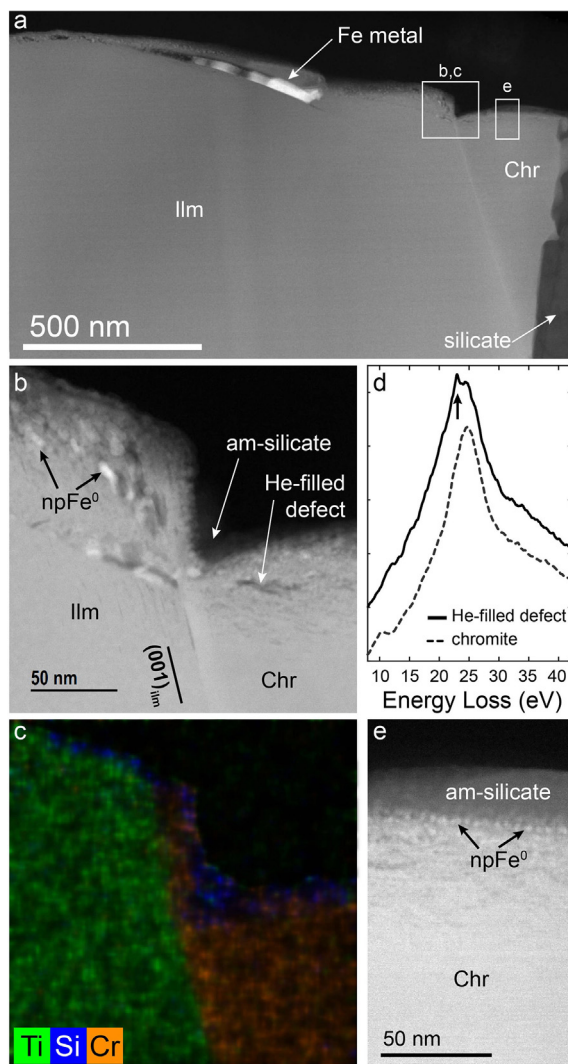 a
Fe metal
b,c
e
Ilm
Chr
500 nm
silicate
b
am-silicate
npFe⁰
He-filled
defect
Ilm
(001)ilm
50 nm
Chr
d
He-filled defect
chromite
10 15 20 25 30 35 40
Energy Loss (eV)
c
Ti Si Cr
e
am-silicate
npFe⁰
Chr
50 nm